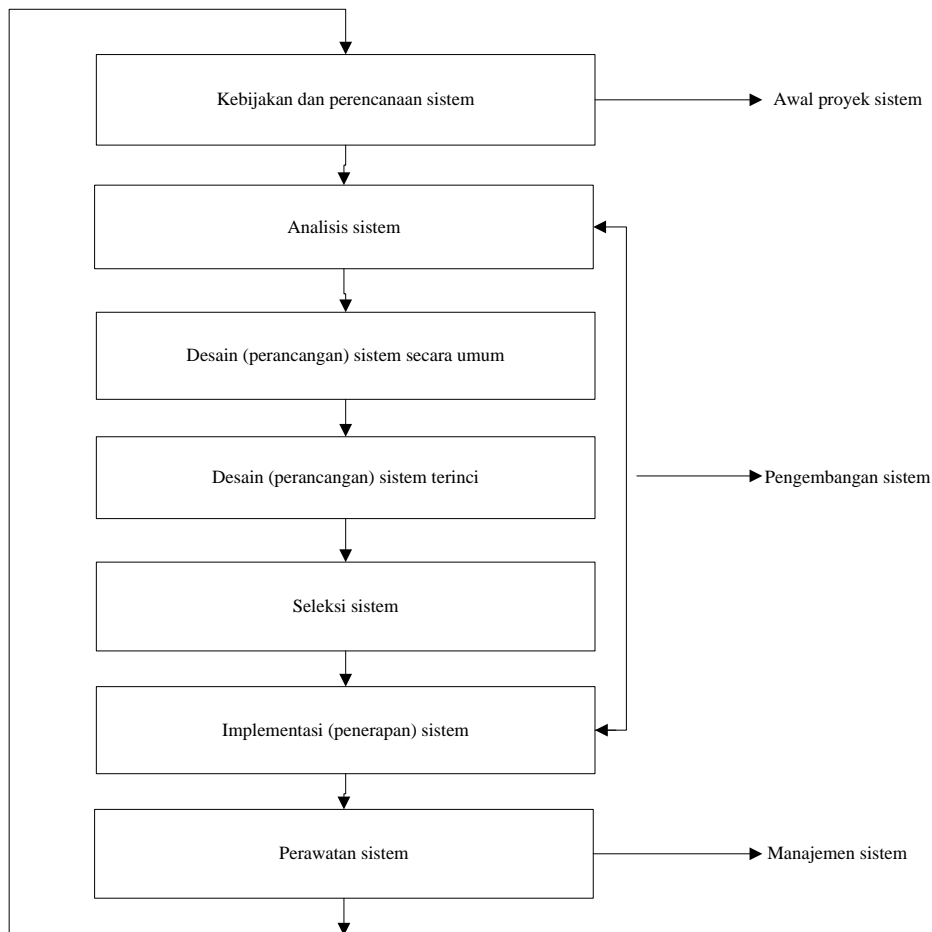 Kebijakan dan perencanaan sistem
Awal proyek sistem
Analisis sistem
Desain (perancangan) sistem secara umum
Desain (perancangan) sistem terinci
Pengembangan sistem
Seleksi sistem
Implementasi (penerapan) sistem
Perawatan sistem
Manajemen sistem